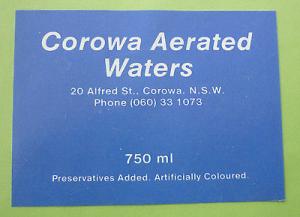 Corowa Aerated
Waters
20 Alfred St., Corowa, N.S.W.
Phone (060) 33 1073
750 ml
Preservatives Added. Artificially Coloured.